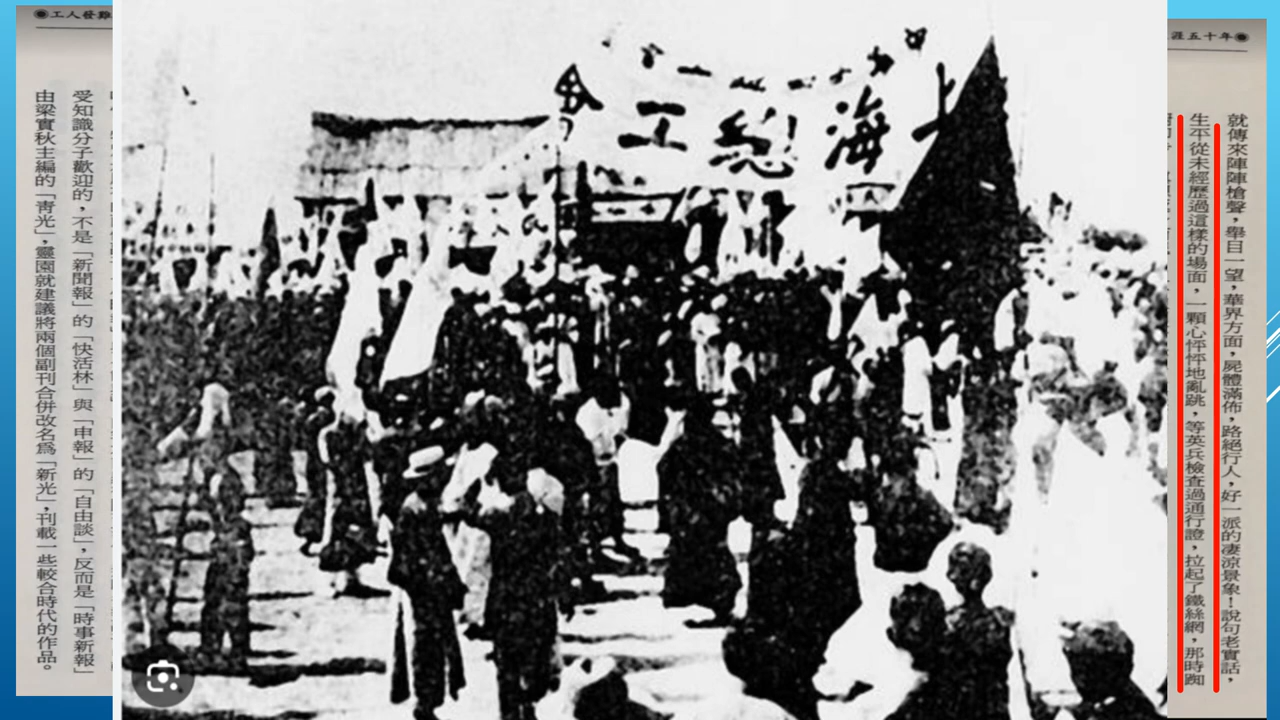 涯五十年◉
就傳來陣陣槍聲，舉目一望，華界方面，屍體滿佈，路絕行人，好一派的凄涼景象！說句老實話，
生平從未經歷過這樣的場面，一顆心怦怦地亂跳，等英兵檢查過通行證，拉起了鐵絲網，那時踟
上海總工會
◉工人發難
受知識分子歡迎的，不是「新聞報」的「快活林」與「申報」的「自由談」，反而是「時事新報」
由梁實秋主編的「青光」，靈園就建議將兩個副刊合併改名爲「新光」，刊載一些較合時代的作品。